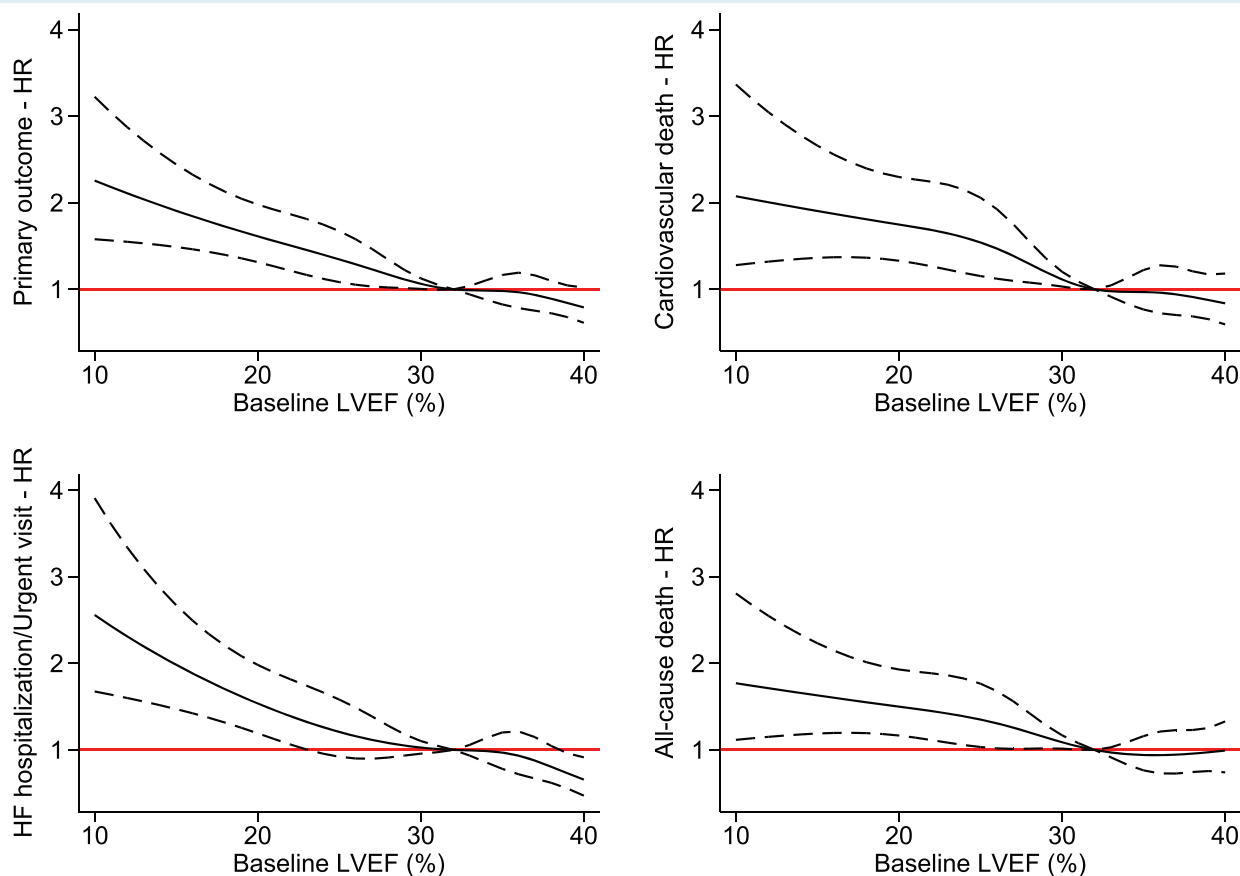 Primary outcome - HR
4
3
2
1
10 20 30 40
Baseline LVEF (%)
Cardiovascular death - HR
4
3
2
1
10 20 30 40
Baseline LVEF (%)
HF hospitalization/Urgent visit - HR
4
3
2
1
10 20 30 40
Baseline LVEF (%)
All-cause death - HR
4
3
2
1
10 20 30 40
Baseline LVEF (%)